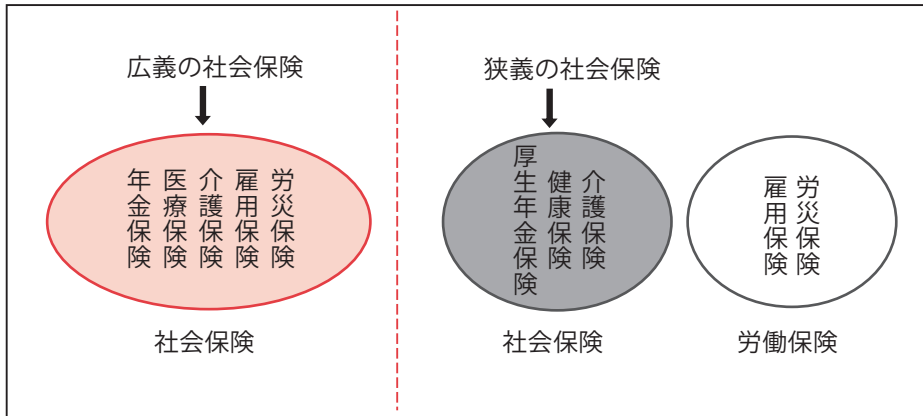 広義の社会保険
年金保険
医療保険
介護保険
雇用保険
労災保険
社会保険
狭義の社会保険
厚生年金保険
健康保険
介護保険
社会保険
雇用保険
労災保険
労働保険